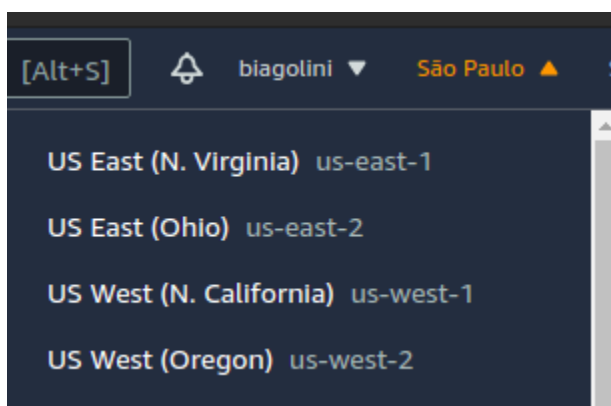 [Alt+S] biagolini ▼ São Paulo ▲
US East (N. Virginia) us-east-1
US East (Ohio) us-east-2
US West (N. California) us-west-1
US West (Oregon) us-west-2